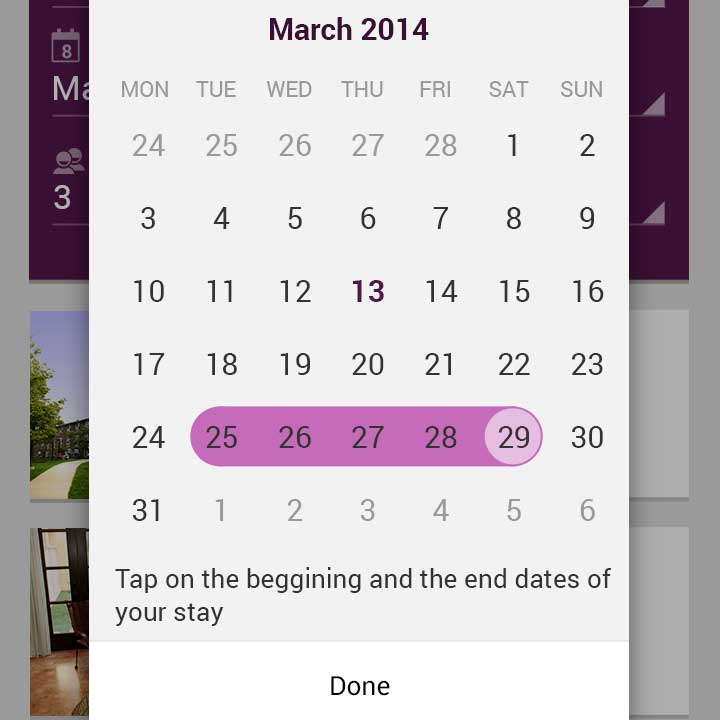 March 2014
8
Ma
MON TUE WED THU FRI SAT SUN
24 25 26 27 28 1 2
3 4 5 6 7 8 9
3
10 11 12 13 14 15 16
17 18 19 20 21 22 23
24 25 26 27 28 29 30
31 1 2 3 4 5 6
Tap on the beggining and the end dates of
your stay
Done